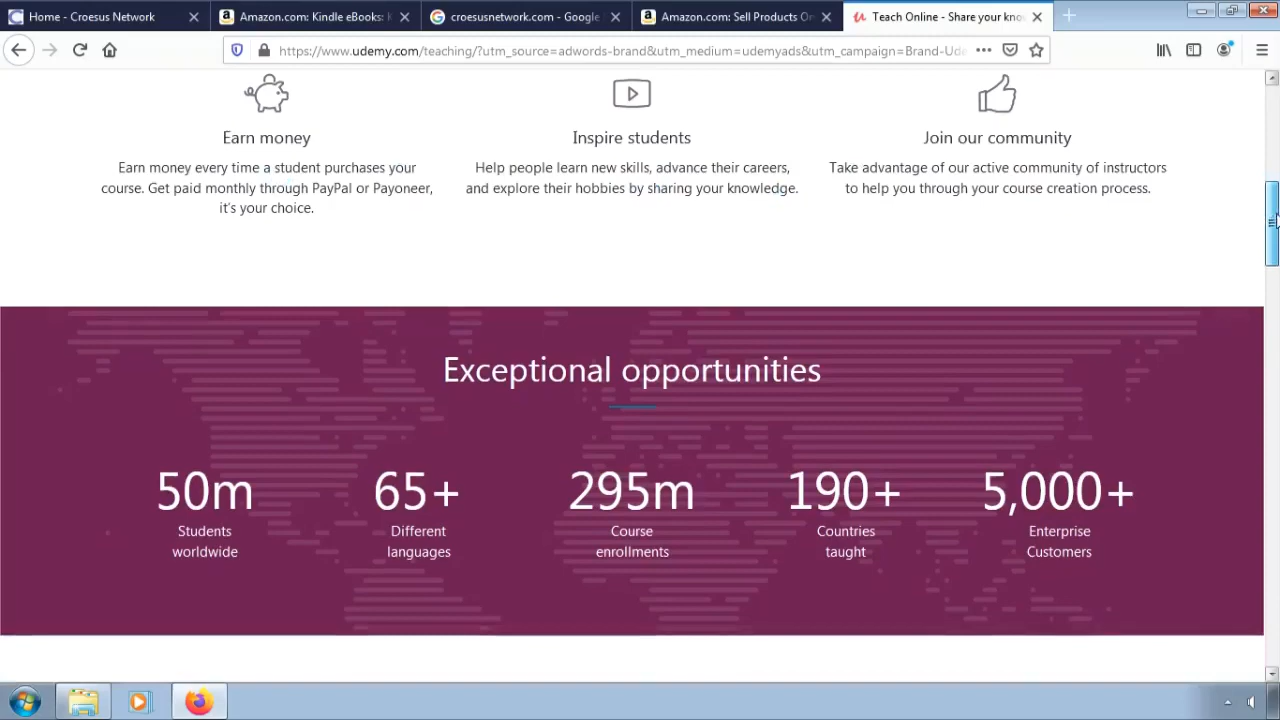 Home - Croesus Network
Amazon.com: Kindle eBooks:
croesusnetwork.com - Google
Amazon.com: Sell Products On
Teach Online - Share your kno
https://www.udemy.com/teaching/?utm_source=adwords-brand&utm_medium=udemyads&utm_campaign=Brand-Ude
Earn money
Earn money every time a student purchases your
course. Get paid monthly through PayPal or Payoneer,
it's your choice.
Inspire students
Help people learn new skills, advance their careers,
and explore their hobbies by sharing your knowledge.
Join our community
Take advantage of our active community of instructors
to help you through your course creation process.
Exceptional opportunities
50m
Students
worldwide
65+
Different
languages
295m
Course
enrollments
190+
Countries
taught
5,000+
Enterprise
Customers